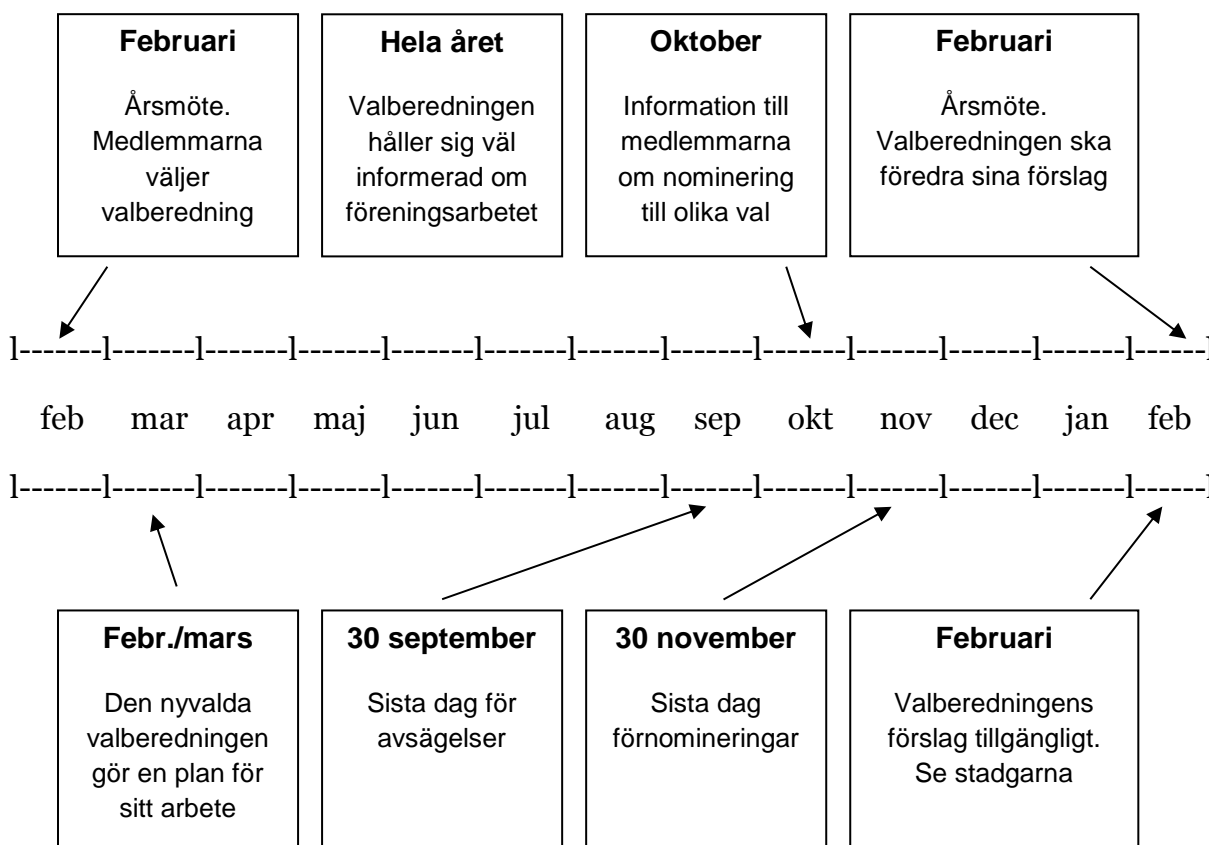 Februari
Årsmöte.
Medlemmarna
väljer
valberedning
Hela året
Valberedningen
håller sig väl
informerad om
föreningsarbetet
Oktober
Information till
medlemmarna
om nominering
till olika val
Februari
Årsmöte.
Valberedningen ska
föredra sina förslag
l-------l-------l-------l-------l-------l-------l-------l-------l-------l-------l-------l-------l------l
feb mar apr maj jun jul aug sep okt nov dec jan feb
l-------l-------l-------l-------l-------l-------l-------l-------l-------l-------l-------l-------l------l
Febr./mars
Den nyvalda
valberedningen
gör en plan för
sitt arbete
30 september
Sista dag för
avsägelser
30 november
Sista dag
förnomineringar
Februari
Valberedningens
förslag tillgängligt.
Se stadgarna